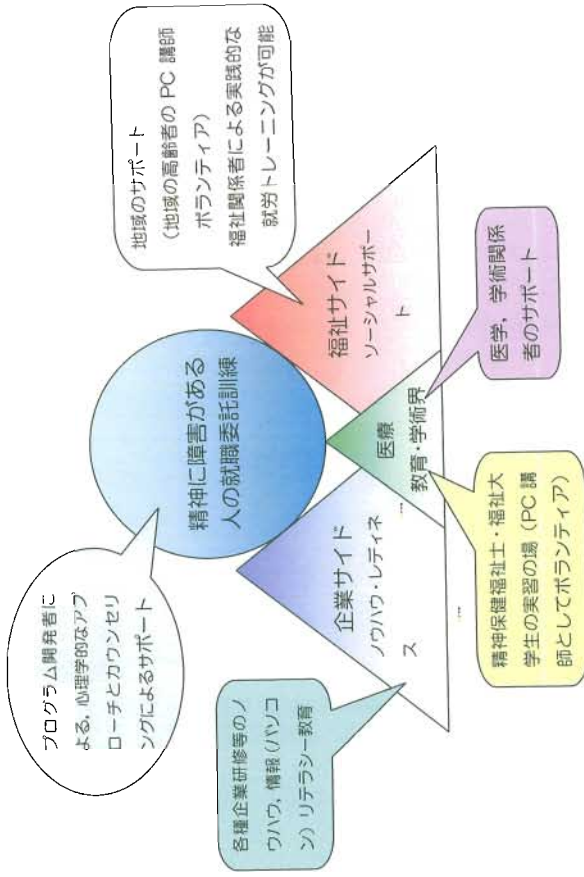 プログラム開発者に
よる，心理学的なアプ
ローチとカウンセリ
ングによるサポート
精神に障害がある
人の就職委託訓練
地域のサポート
（地域の高齢者の PC 講師
ボランティア）
福祉関係者による実践的な
就労トレーニングが可能
各種企業研修等のノ
ウハウ，情報（パソコ
ン）リテラシー教育
企業サイド
ノウハウ・レディネ
ス
医療
教育・学術界
福祉サイド
ソーシャルサポー
ト
精神保健福祉士・福祉大
学生の実習の場（PC 講
師としてボランティア）
医学，学術関係
者のサポート